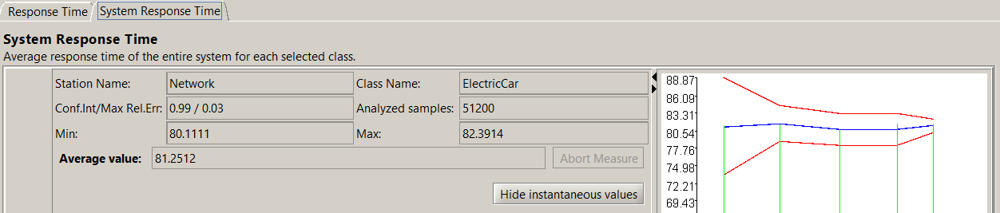 Response Time System Response Time
System Response Time
Average response time of the entire system for each selected class.
Station Name: Network Class Name: ElectricCar
Conf.Int/Max Rel.Err: 0.99 / 0.03 Analyzed samples: 51200
Min: 80.1111 Max: 82.3914
Average value: 81.2512 Abort Measure
Hide instantaneous values
88.87
86.09
83.31
80.54
77.76
74.98
72.21
69.43